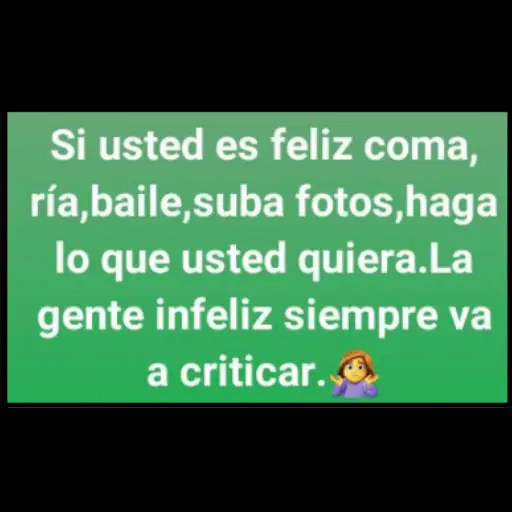 Si usted es feliz coma,
ría,baile,suba fotos,haga
lo que usted quiera.La
gente infeliz siempre va
a criticar.🤷‍♀️